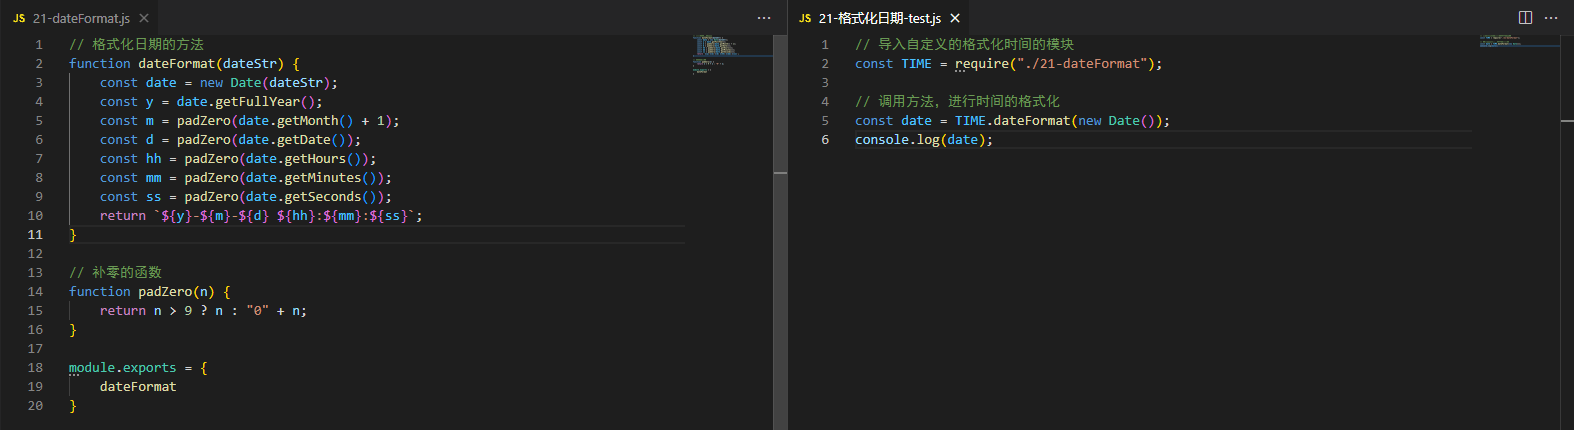 JS 21-dateFormat.js × ···
1 // 格式化日期的方法
2 function dateFormat(dateStr) {
3     const date = new Date(dateStr);
4     const y = date.getFullYear();
5     const m = padZero(date.getMonth() + 1);
6     const d = padZero(date.getDate());
7     const hh = padZero(date.getHours());
8     const mm = padZero(date.getMinutes());
9     const ss = padZero(date.getSeconds());
10     return `${y}-${m}-${d} ${hh}:${mm}:${ss}`;
11 }
12
13 // 补零的函数
14 function padZero(n) {
15     return n > 9 ? n : "0" + n;
16 }
17
18 module.exports = {
19     dateFormat
20 }
JS 21-格式化日期-test.js × ···
1 // 导入自定义的格式化时间的模块
2 const TIME = require("./21-dateFormat");
3
4 // 调用方法，进行时间的格式化
5 const date = TIME.dateFormat(new Date());
6 console.log(date);